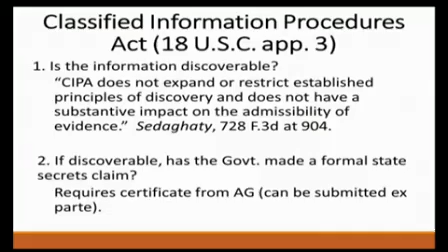 Classified Information Procedures
Act (18 U.S.C. app. 3)
1. Is the information discoverable?
“CIPA does not expand or restrict established
principles of discovery and does not have a
substantive impact on the admissibility of
evidence.” Sedaghaty, 728 F.3d at 904.
2. If discoverable, has the Govt. made a formal state
secrets claim?
Requires certificate from AG (can be submitted ex
parte).